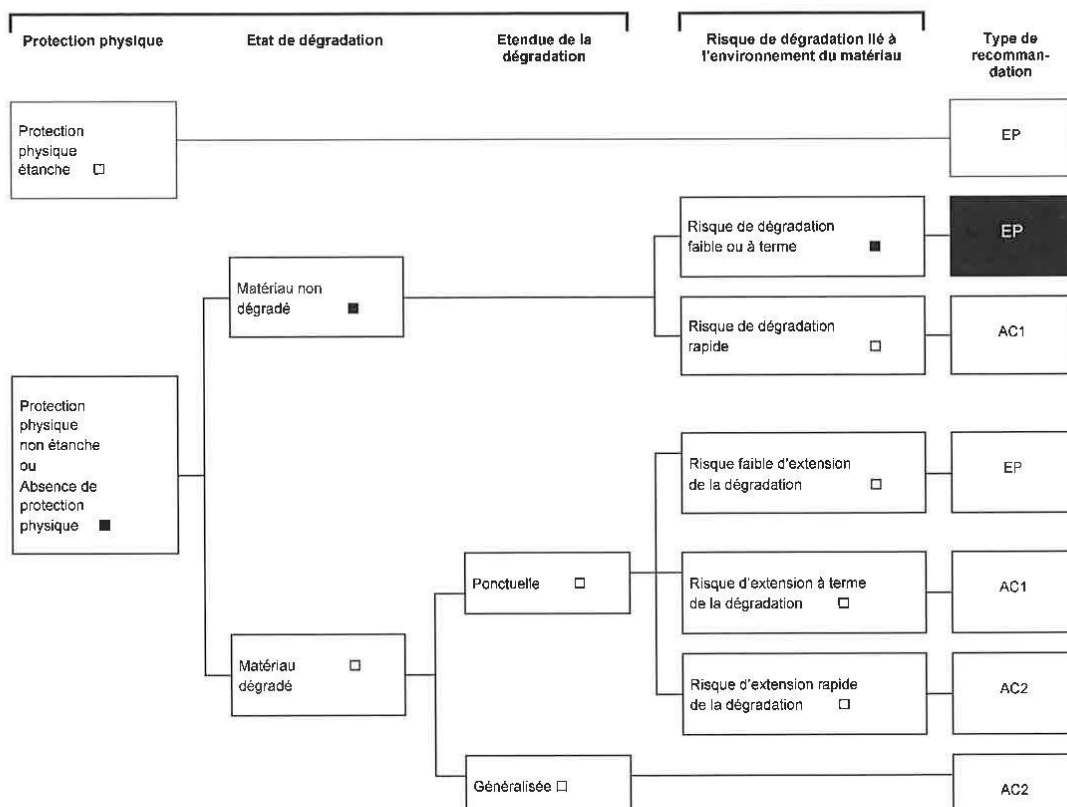 Protection physique
Etat de dégradation
Etendue de la
dégradation
Risque de dégradation lié à
l'environnement du matériau
Type de
recomman-
dation
Protection
physique
étanche □
EP
Risque de dégradation
faible ou à terme ■
EP
Matériau non
dégradé ■
Risque de dégradation
rapide □
AC1
Protection
physique
non étanche
ou
Absence de
protection
physique ■
Risque faible d'extension
de la dégradation □
EP
Ponctuelle □
Risque d'extension à terme
de la dégradation □
AC1
Matériau □
dégradé
Risque d'extension rapide
de la dégradation □
AC2
Généralisée □
AC2